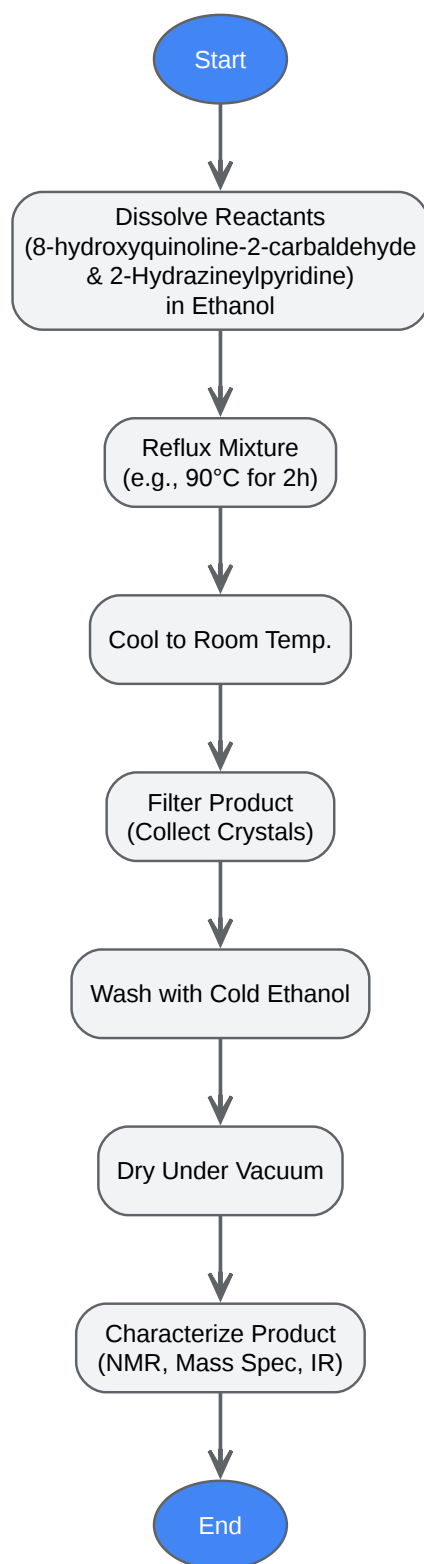 Start
Dissolve Reactants
(8-hydroxyquinoline-2-carbaldehyde
& 2-Hydrazineylpyridine)
in Ethanol
Reflux Mixture
(e.g., 90°C for 2h)
Cool to Room Temp.
Filter Product
(Collect Crystals)
Wash with Cold Ethanol
Dry Under Vacuum
Characterize Product
(NMR, Mass Spec, IR)
End